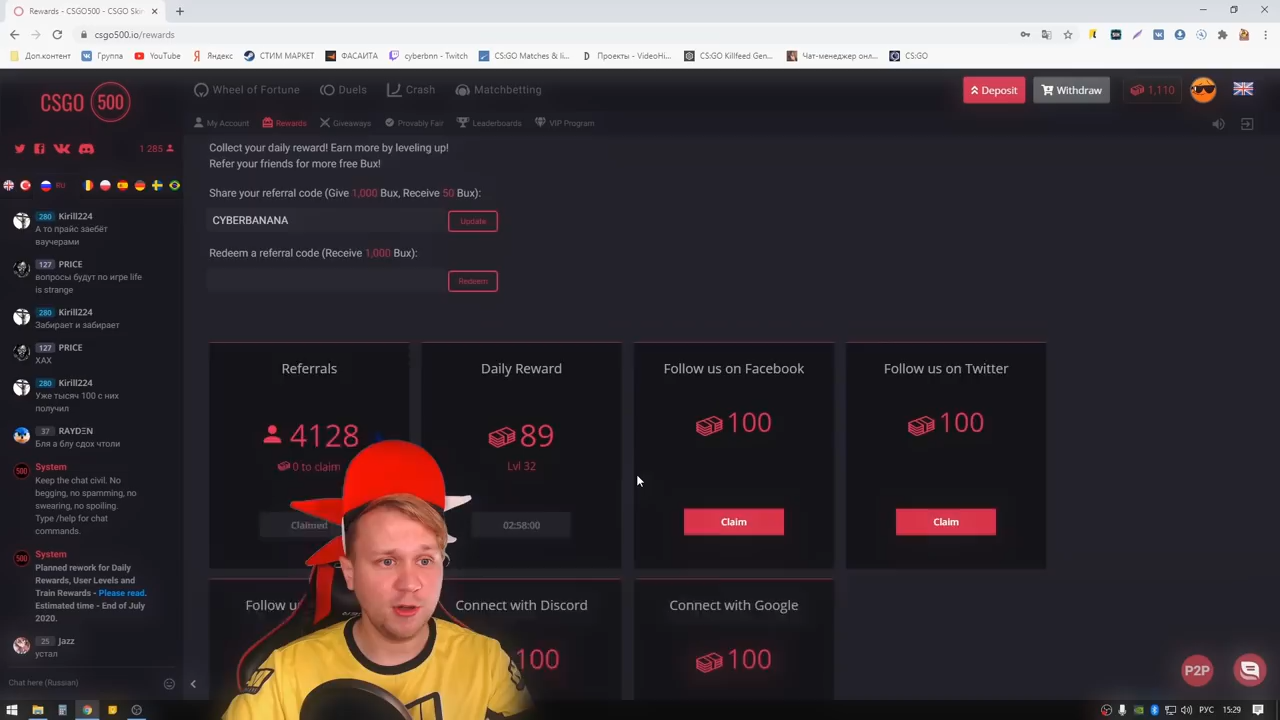 Rewards - CSGO500 - CSGO Skin
csgo500.io/rewards
Доп.контент
Группа
YouTube
Яндекс
СТИМ МАРКЕТ
ФАСАИТА
cyberbnn - Twitch
CS:GO Matches & li...
Проекты - VideoHi...
CS:GO Killfeed Gen...
Чат-менеджер онл...
CS:GO
CSGO 500
Wheel of Fortune
Duels
Crash
Matchbetting
Deposit
Withdraw
1,110
My Account
Rewards
Giveaways
Provably Fair
Leaderboards
VIP Program
1 285
RU
280 Kirill224
А то прайс заебёт
ваучерами
127 PRICE
вопросы будут по игре life
is strange
280 Kirill224
Забирает и забирает
127 PRICE
ХАХ
280 Kirill224
Уже тысяч 100 с них
получил
37 RAYDΞN
Бля а блу сдох чтоли
500 System
Keep the chat civil. No
begging, no spamming, no
swearing, no spoiling.
Type /help for chat
commands.
500 System
Planned rework for Daily
Rewards, User Levels and
Train Rewards - Please read.
Estimated time - End of July
2020.
25 Jazz
устал
Chat here (Russian)
Collect your daily reward! Earn more by leveling up!
Refer your friends for more free Bux!
Share your referral code (Give 1,000 Bux, Receive 50 Bux):
CYBERBANANA
Update
Redeem a referral code (Receive 1,000 Bux):
Redeem
Referrals
4128
0 to claim
Claimed
Daily Reward
89
Lvl 32
02:58:00
Follow us on Facebook
100
Claim
Follow us on Twitter
100
Claim
Follow u
Connect with Discord
100
Connect with Google
100
P2P
РУС
15:29